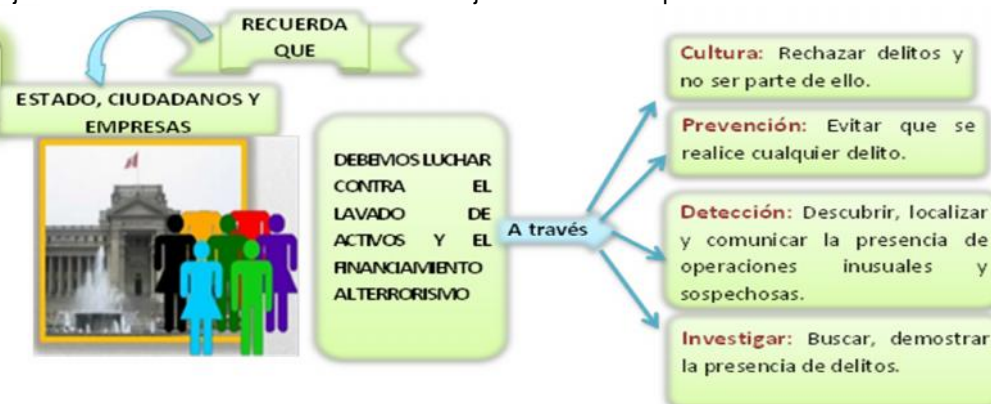 RECUERDA
QUE
ESTADO, CIUDADANOS Y
EMPRESAS
DEBEMOS LUCHAR
CONTRA EL
LAVADO DE
ACTIVOS Y EL
FINANCIAMIENTO
AL TERRORISMO
A través
Cultura: Rechazar delitos y
no ser parte de ello.
Prevención: Evitar que se
realice cualquier delito.
Detección: Descubrir, localizar
y comunicar la presencia de
operaciones inusuales y
sospechosas.
Investigar: Buscar, demostrar
la presencia de delitos.